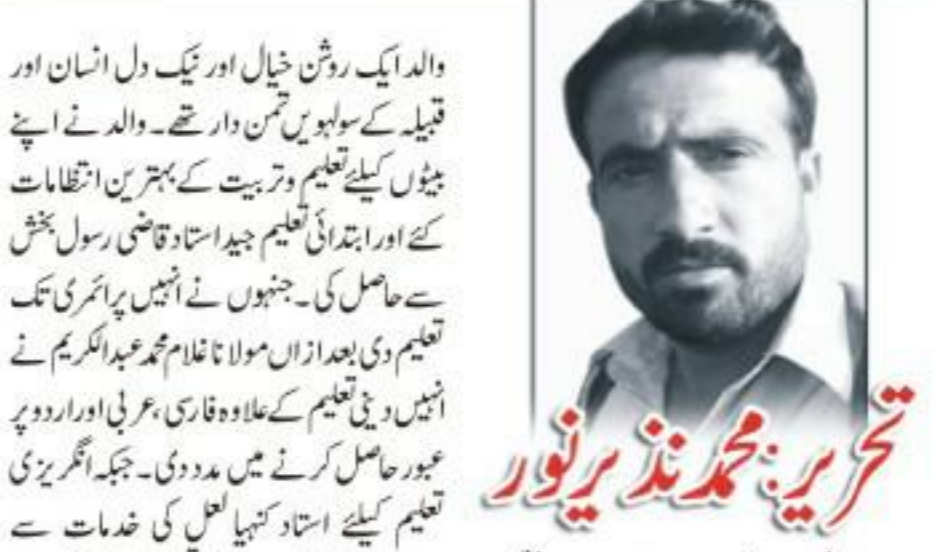 تحریر: محمد نذیر نور
والد ایک روشن خیال اور نیک دل انسان اور
قبیلہ کے سولہویں تمن دار تھے۔ والد نے اپنے
بیٹوں کیلئے تعلیم وتربیت کے بہترین انتظامات
کئے اور ابتدائی تعلیم جید استاد قاضی رسول بخش
سے حاصل کی۔ جنہوں نے انہیں پرائمری تک
تعلیم دی بعد ازاں مولانا غلام محمد عبدالکریم نے
انہیں دینی تعلیم کے علاوہ فارسی، عربی اور اردو پر
عبور حاصل کرنے میں مدد دی۔ جبکہ انگریزی
تعلیم کیلئے استاد کنہیا لعل کی خدمات سے